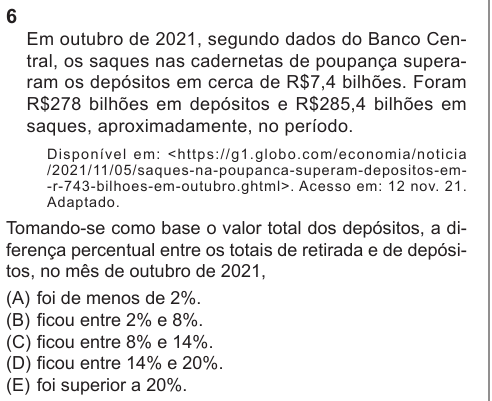 6
Em outubro de 2021, segundo dados do Banco Cen-
tral, os saques nas cadernetas de poupança supera-
ram os depósitos em cerca de R$7,4 bilhões. Foram
R$278 bilhões em depósitos e R$285,4 bilhões em
saques, aproximadamente, no período.
Disponível em: <https://g1.globo.com/economia/noticia
/2021/11/05/saques-na-poupanca-superam-depositos-em-
-r-743-bilhoes-em-outubro.ghtml>. Acesso em: 12 nov. 21.
Adaptado.
Tomando-se como base o valor total dos depósitos, a di-
ferença percentual entre os totais de retirada e de depósi-
tos, no mês de outubro de 2021,
(A) foi de menos de 2%.
(B) ficou entre 2% e 8%.
(C) ficou entre 8% e 14%.
(D) ficou entre 14% e 20%.
(E) foi superior a 20%.